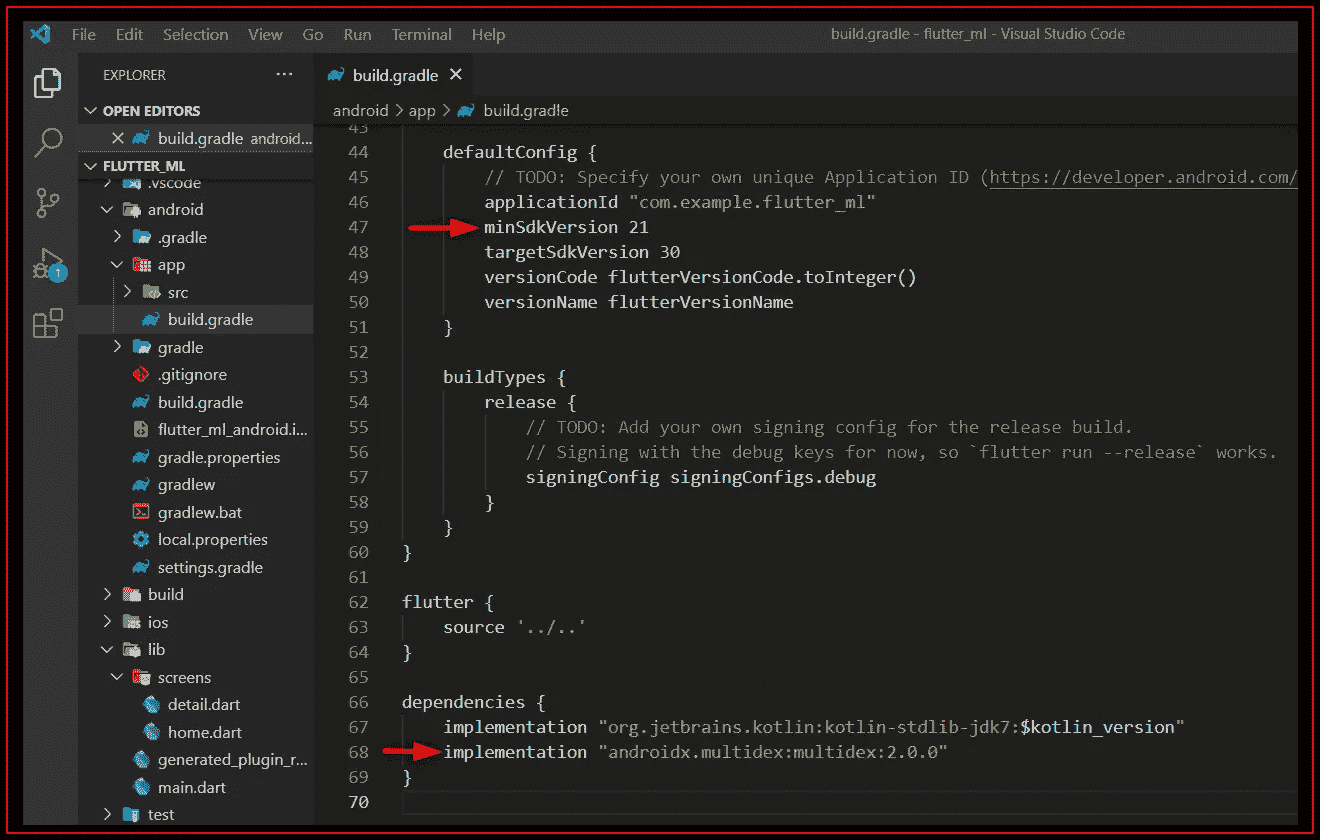 File Edit Selection View Go Run Terminal Help
build.gradle - flutter_ml - Visual Studio Code
EXPLORER
OPEN EDITORS
build.gradle android...
FLUTTER_ML
.vscode
android
.gradle
app
src
build.gradle
gradle
.gitignore
build.gradle
flutter_ml_android.i...
gradle.properties
gradlew
gradlew.bat
local.properties
settings.gradle
build
ios
lib
screens
detail.dart
home.dart
generated_plugin_r...
main.dart
test
1
build.gradle
android > app > build.gradle
43
44 defaultConfig {
45 // TODO: Specify your own unique Application ID (https://developer.android.com/
46 applicationId "com.example.flutter_ml"
47 minSdkVersion 21
48 targetSdkVersion 30
49 versionCode flutterVersionCode.toInteger()
50 versionName flutterVersionName
51 }
52
53 buildTypes {
54 release {
55 // TODO: Add your own signing config for the release build.
56 // Signing with the debug keys for now, so `flutter run --release` works.
57 signingConfig signingConfigs.debug
58 }
59 }
60 }
61
62 flutter {
63 source '../..'
64 }
65
66 dependencies {
67 implementation "org.jetbrains.kotlin:kotlin-stdlib-jdk7:$kotlin_version"
68 implementation "androidx.multidex:multidex:2.0.0"
69 }
70